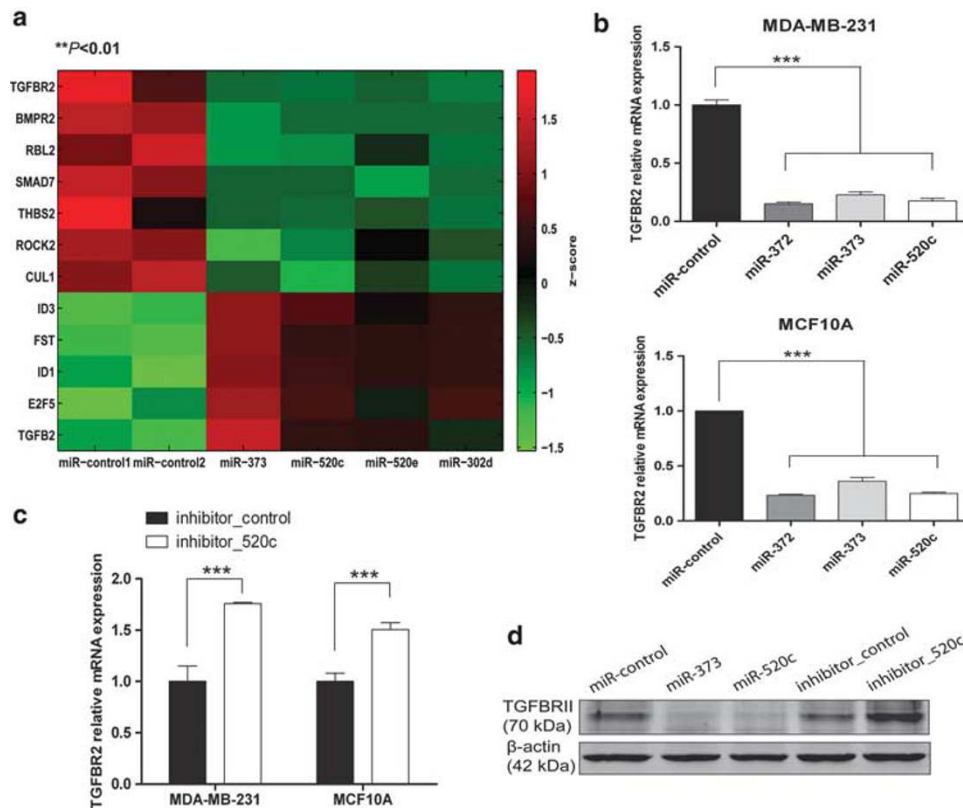 a
**P<0.01
TGFBR2
BMPR2
RBL2
SMAD7
THBS2
ROCK2
CUL1
ID3
FST
ID1
E2F5
TGFB2
miR-control1 miR-control2 miR-373 miR-520c miR-520e miR-302d
1.5
1
0.5
0
-0.5
-1
-1.5
z-score
b
MDA-MB-231
TGFBR2 relative mRNA expression
1.5
1.0
0.5
0.0
***
miR-control miR-372 miR-373 miR-520c
MCF10A
TGFBR2 relative mRNA expression
1.5
1.0
0.5
0.0
***
miR-control miR-372 miR-373 miR-520c
c
inhibitor_control
inhibitor_520c
TGFBR2 relative mRNA expression
2.0
1.5
1.0
0.5
0.0
*** ***
MDA-MB-231 MCF10A
d
miR-control miR-373 miR-520c inhibitor_control inhibitor_520c
TGFBRII
(70 kDa)
β-actin
(42 kDa)